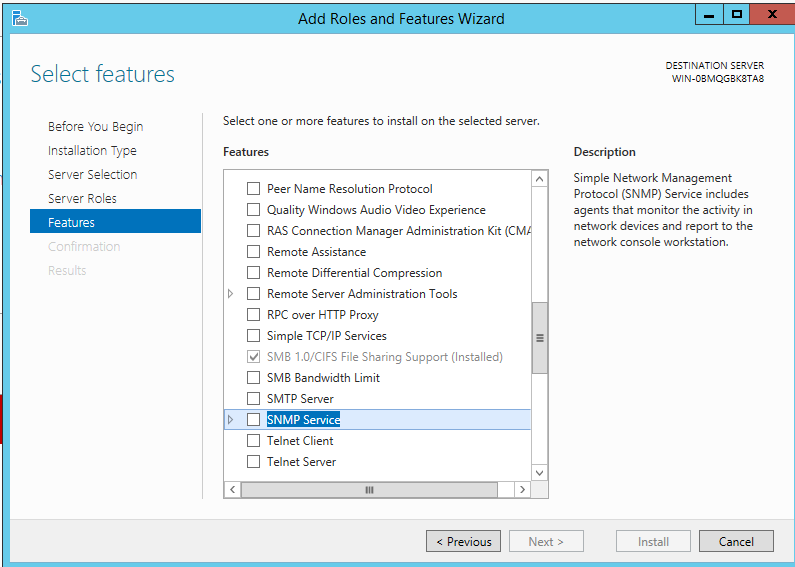 Add Roles and Features Wizard
X
Select features
DESTINATION SERVER
WIN-0BMQGBK8TA8
Before You Begin
Installation Type
Server Selection
Server Roles
Features
Confirmation
Results
Select one or more features to install on the selected server.
Features
Peer Name Resolution Protocol
Quality Windows Audio Video Experience
RAS Connection Manager Administration Kit (CMA
Remote Assistance
Remote Differential Compression
Remote Server Administration Tools
RPC over HTTP Proxy
Simple TCP/IP Services
SMB 1.0/CIFS File Sharing Support (Installed)
SMB Bandwidth Limit
SMTP Server
SNMP Service
Telnet Client
Telnet Server
Description
Simple Network Management
Protocol (SNMP) Service includes
agents that monitor the activity in
network devices and report to the
network console workstation.
< Previous
Next >
Install
Cancel